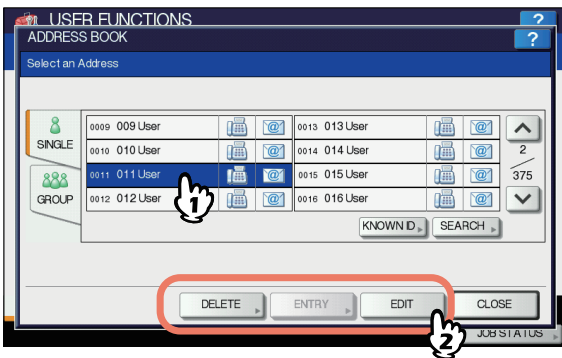 USER FUNCTIONS ?
ADDRESS BOOK ?
Select an Address
SINGLE
GROUP
0009 009 User @ 0013 013 User @
0010 010 User @ 0014 014 User @
0011 011 User @ 0015 015 User @
0012 012 User @ 0016 016 User @
2
375
1
KNOWN ID SEARCH
DELETE ENTRY EDIT CLOSE
2
JOB STATUS